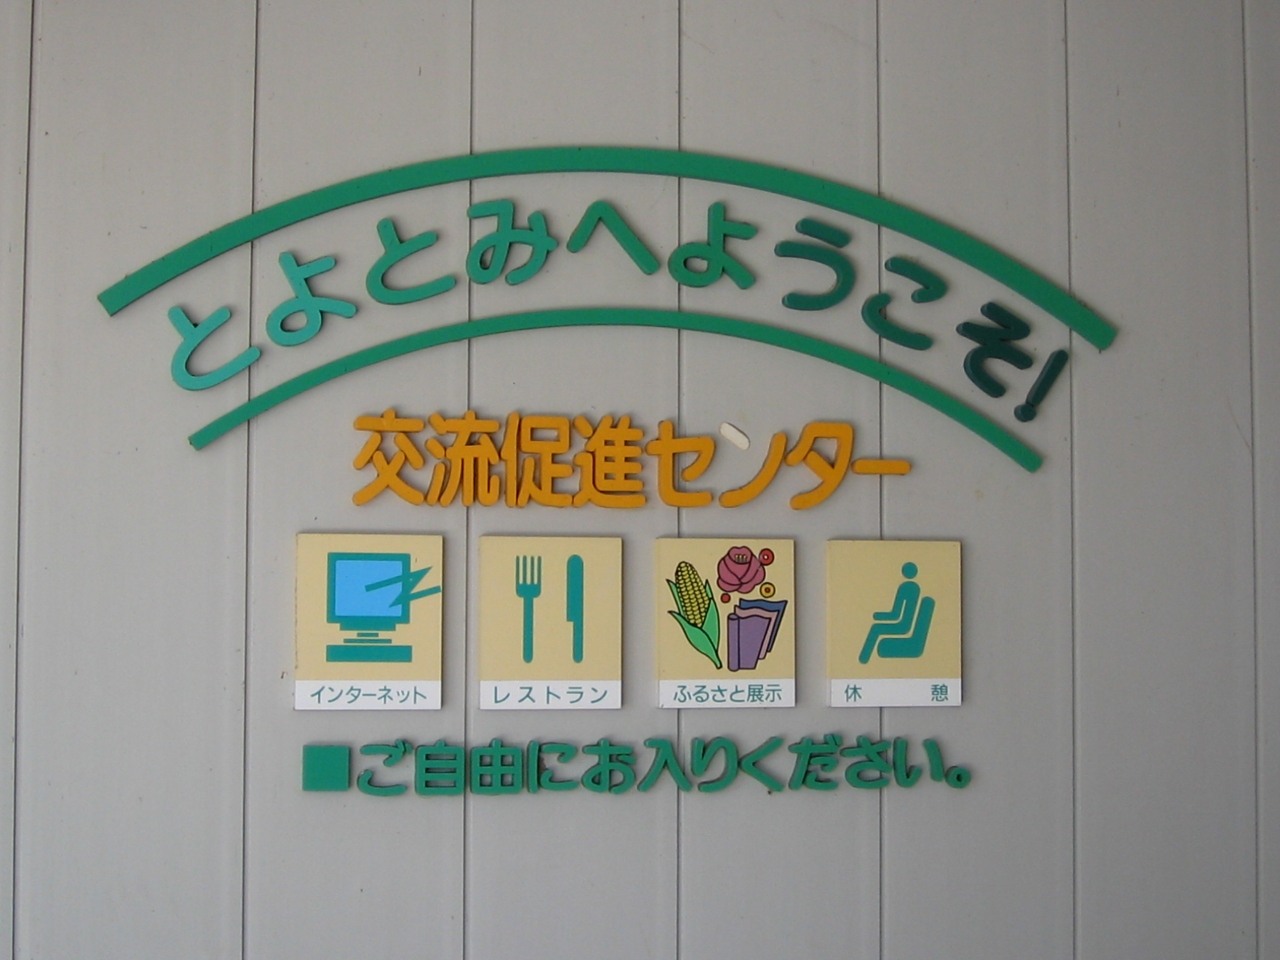 とよとみへようこそ!
交流促進センター
インターネット
レストラン
ふるさと展示
休憩
■ご自由にお入りください。